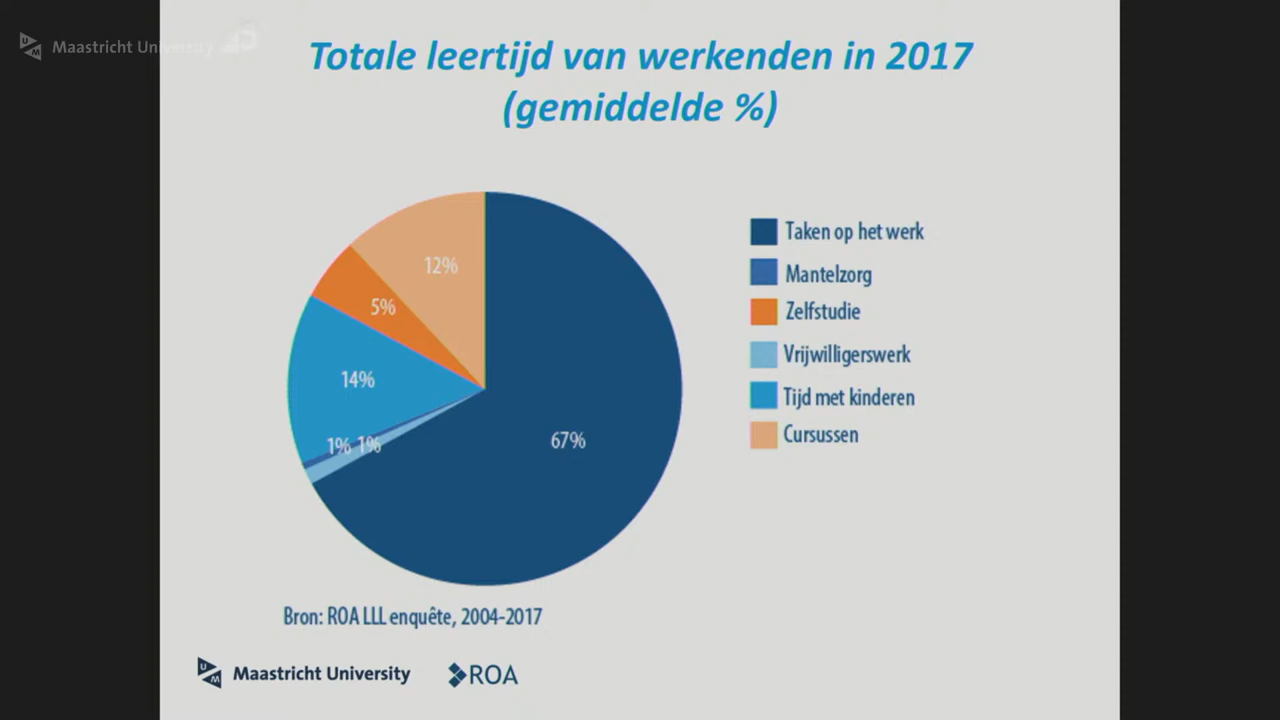 Maastricht University
Totale leertijd van werkenden in 2017
(gemiddelde %)
12%
5%
14%
1% 1%
67%
Taken op het werk
Mantelzorg
Zelfstudie
Vrijwilligerswerk
Tijd met kinderen
Cursussen
Bron: ROA LLL enquête, 2004-2017
UM Maastricht University
ROA